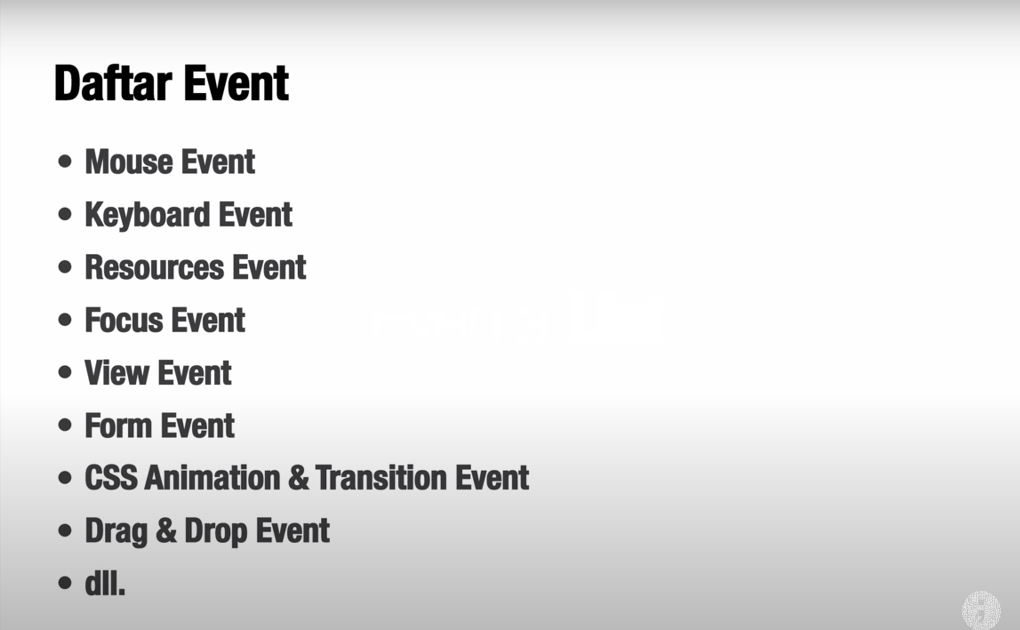 Daftar Event
• Mouse Event
• Keyboard Event
• Resources Event
• Focus Event
• View Event
• Form Event
• CSS Animation & Transition Event
• Drag & Drop Event
• dll.